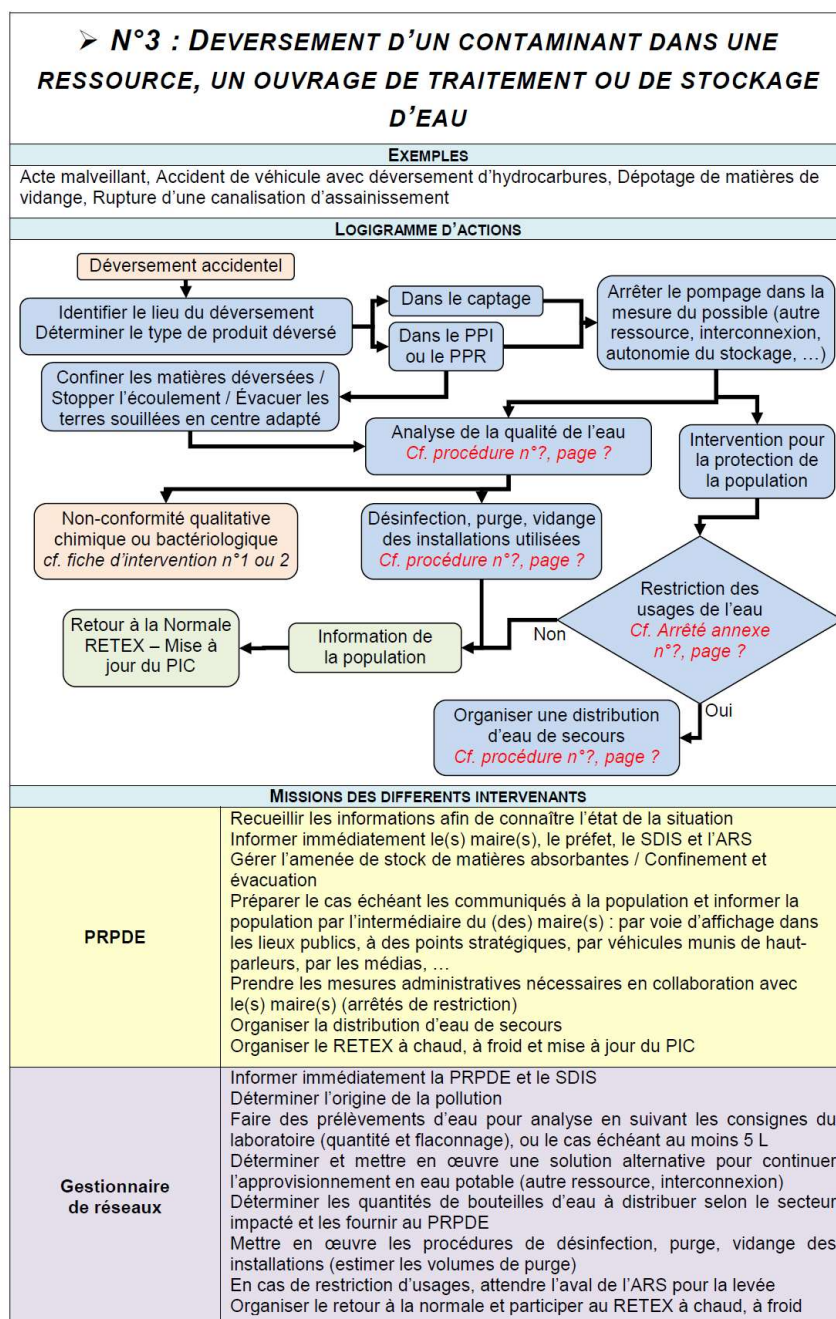 ➢ N°3 : DEVERSEMENT D'UN CONTAMINANT DANS UNE
RESSOURCE, UN OUVRAGE DE TRAITEMENT OU DE STOCKAGE
D'EAU
EXEMPLES
Acte malveillant, Accident de véhicule avec déversement d'hydrocarbures, Dépotage de matières de
vidange, Rupture d'une canalisation d'assainissement
LOGIGRAMME D'ACTIONS
Déversement accidentel
Identifier le lieu du déversement
Déterminer le type de produit déversé
Dans le captage
Dans le PPI
ou le PPR
Arrêter le pompage dans la
mesure du possible (autre
ressource, interconnexion,
autonomie du stockage, …)
Confiner les matières déversées /
Stopper l'écoulement / Évacuer les
terres souillées en centre adapté
Analyse de la qualité de l'eau
Cf. procédure n°?, page ?
Intervention pour
la protection de
la population
Non-conformité qualitative
chimique ou bactériologique
cf. fiche d'intervention n°1 ou 2
Désinfection, purge, vidange
des installations utilisées
Cf. procédure n°?, page ?
Restriction des
usages de l'eau
Cf. Arrêté annexe
n°?, page ?
Non
Retour à la Normale
RETEX – Mise à
jour du PIC
Information de
la population
Oui
Organiser une distribution
d'eau de secours
Cf. procédure n°?, page ?
MISSIONS DES DIFFERENTS INTERVENANTS
PRPDE
Recueillir les informations afin de connaître l'état de la situation
Informer immédiatement le(s) maire(s), le préfet, le SDIS et l'ARS
Gérer l'amenée de stock de matières absorbantes / Confinement et
évacuation
Préparer le cas échéant les communiqués à la population et informer la
population par l'intermédiaire du (des) maire(s) : par voie d'affichage dans
les lieux publics, à des points stratégiques, par véhicules munis de haut-
parleurs, par les médias, …
Prendre les mesures administratives nécessaires en collaboration avec
le(s) maire(s) (arrêtés de restriction)
Organiser la distribution d'eau de secours
Organiser le RETEX à chaud, à froid et mise à jour du PIC
Gestionnaire
de réseaux
Informer immédiatement la PRPDE et le SDIS
Déterminer l'origine de la pollution
Faire des prélèvements d'eau pour analyse en suivant les consignes du
laboratoire (quantité et flaconnage), ou le cas échéant au moins 5 L
Déterminer et mettre en œuvre une solution alternative pour continuer
l'approvisionnement en eau potable (autre ressource, interconnexion)
Déterminer les quantités de bouteilles d'eau à distribuer selon le secteur
impacté et les fournir au PRPDE
Mettre en œuvre les procédures de désinfection, purge, vidange des
installations (estimer les volumes de purge)
En cas de restriction d'usages, attendre l'aval de l'ARS pour la levée
Organiser le retour à la normale et participer au RETEX à chaud, à froid